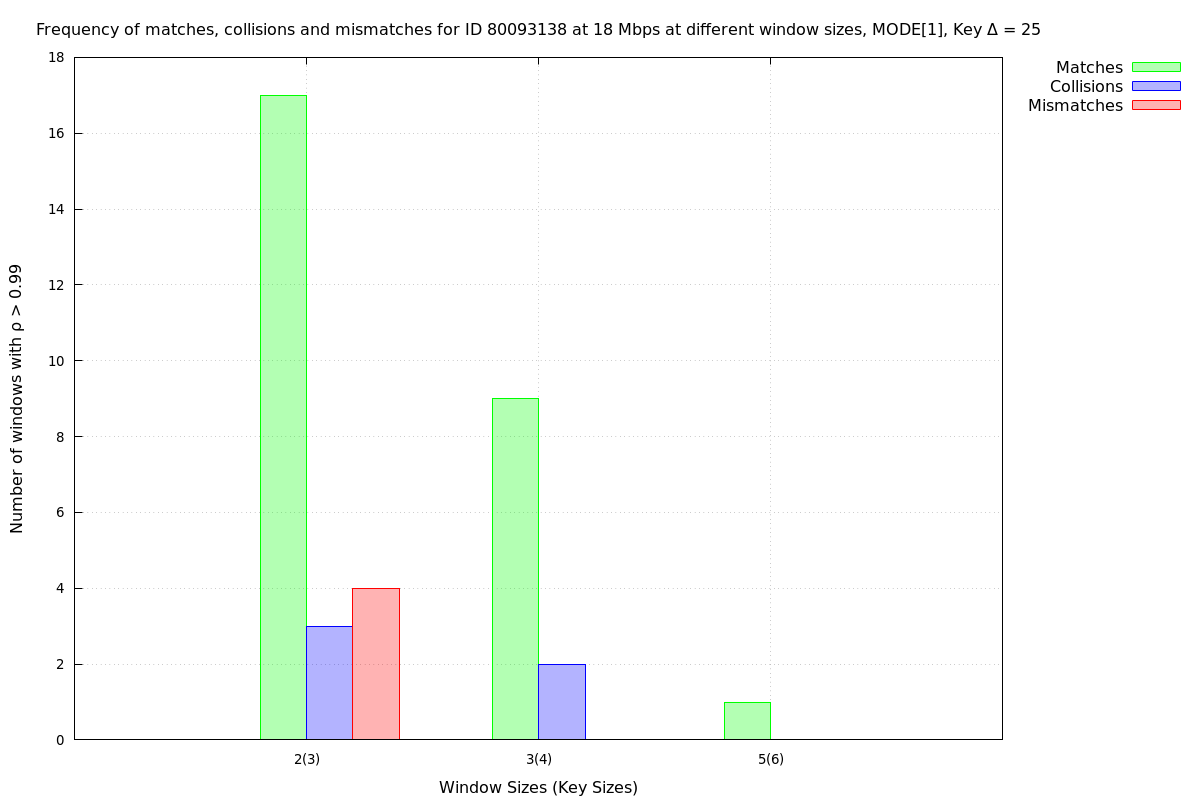 Frequency of matches, collisions and mismatches for ID 80093138 at 18 Mbps at different window sizes, MODE[1], Key Δ = 25
Matches
Collisions
Mismatches
Number of windows with ρ > 0.99
18
16
14
12
10
8
6
4
2
0
2(3) 3(4) 5(6)
Window Sizes (Key Sizes)